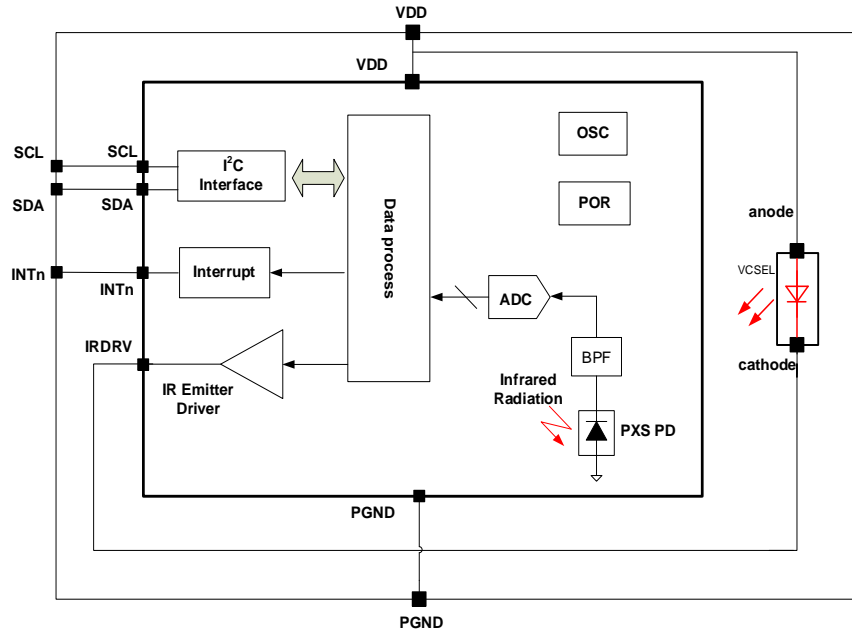 VDD
VDD
OSC
SCL
SCL
I²C
Interface
SDA
SDA
POR
Data process
anode
VCSEL
INTn
INTn
Interrupt
ADC
IRDRV
IR Emitter
Driver
BPF
cathode
Infrared
Radiation
PXS PD
PGND
PGND